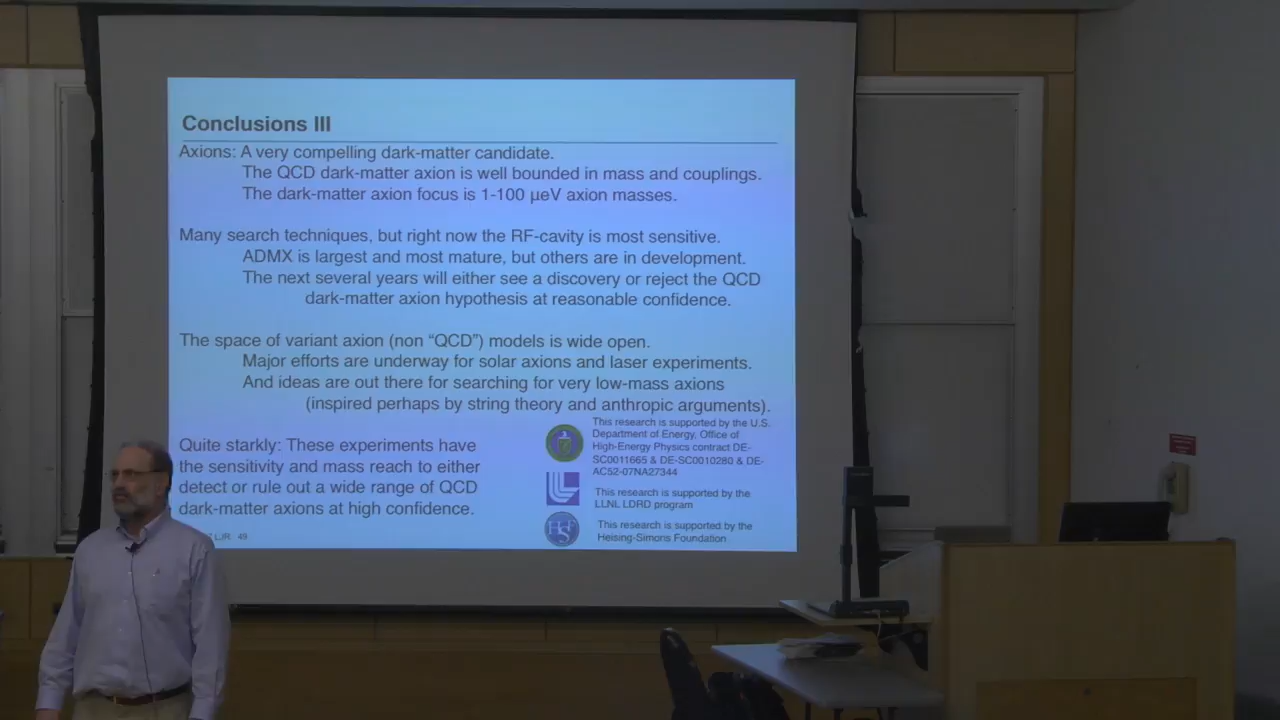 Conclusions III
Axions: A very compelling dark-matter candidate.
The QCD dark-matter axion is well bounded in mass and couplings.
The dark-matter axion focus is 1-100 µeV axion masses.
Many search techniques, but right now the RF-cavity is most sensitive.
ADMX is largest and most mature, but others are in development.
The next several years will either see a discovery or reject the QCD
dark-matter axion hypothesis at reasonable confidence.
The space of variant axion (non “QCD”) models is wide open.
Major efforts are underway for solar axions and laser experiments.
And ideas are out there for searching for very low-mass axions
(inspired perhaps by string theory and anthropic arguments).
Quite starkly: These experiments have
the sensitivity and mass reach to either
detect or rule out a wide range of QCD
dark-matter axions at high confidence.
This research is supported by the U.S.
Department of Energy, Office of
High-Energy Physics contract DE-
SC0011665 & DE-SC0010280 & DE-
AC52-07NA27344
This research is supported by the
LLNL LDRD program
This research is supported by the
Heising-Simons Foundation
LJR 49